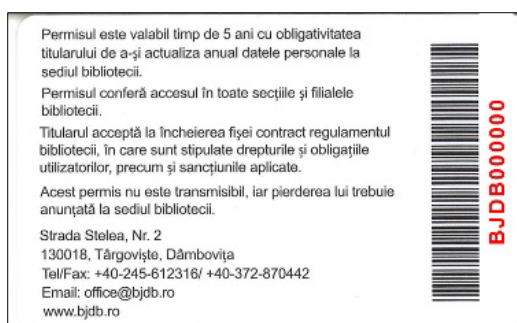 Permisul este valabil timp de 5 ani cu obligativitatea
titularului de a-și actualiza anual datele personale la
sediul bibliotecii.
Permisul conferă accesul în toate secțiile și filialele
bibliotecii.
Titularul acceptă la încheierea fișei contract regulamentul
bibliotecii, în care sunt stipulate drepturile și obligațiile
utilizatorilor, precum și sancțiunile aplicate.
Acest permis nu este transmisibil, iar pierderea lui trebuie
anunțată la sediul bibliotecii.
Strada Stelea, Nr. 2
130018, Târgoviște, Dâmbovița
Tel/Fax: +40-245-612316/ +40-372-870442
Email: office@bjdb.ro
www.bjdb.ro
BJDB000000